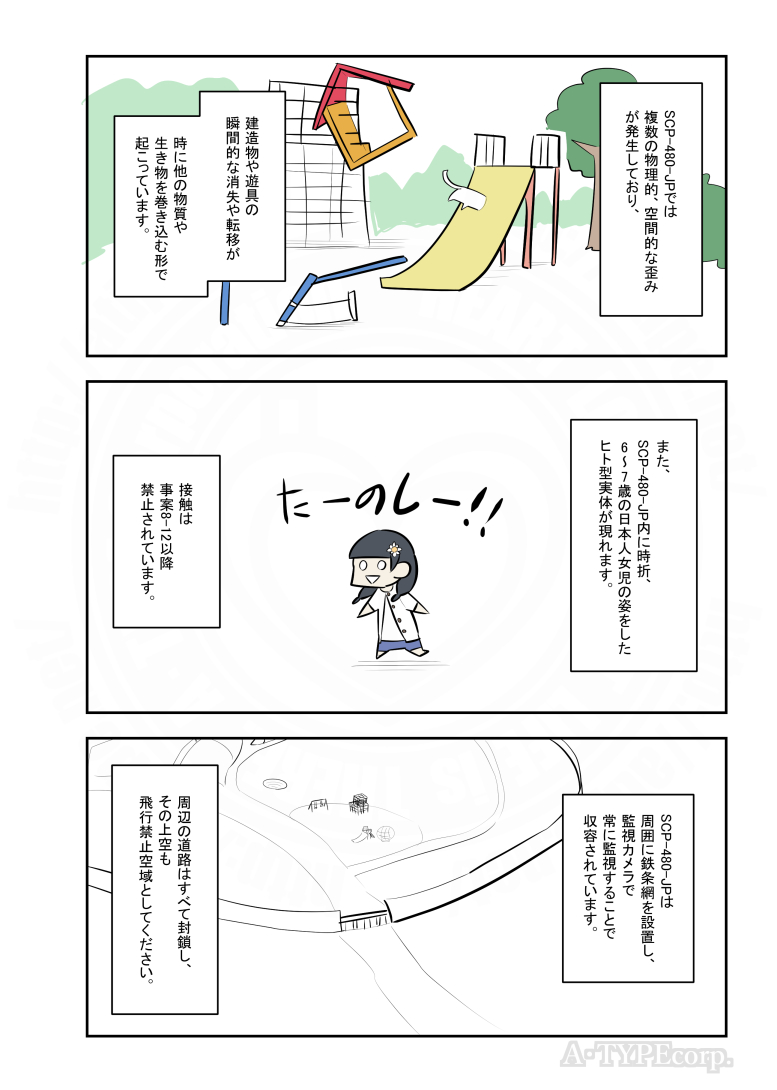 SCP-480-JPでは
複数の物理的、空間的な歪み
が発生しており、
建造物や遊具の
瞬間的な消失や転移が
時に他の物質や
生き物を巻き込む形で
起こっています。
また、
SCP-480-JP内に時折、
6～7歳の日本人女児の姿をした
ヒト型実体が現れます。
たーのしー!!
接触は
事案8-12以降
禁止されています。
SCP-480-JPは
周囲に鉄条網を設置し、
監視カメラで
常に監視することで
収容されています。
周辺の道路はすべて封鎖し、
その上空も
飛行禁止空域としてください。
A・TYPEcorp.